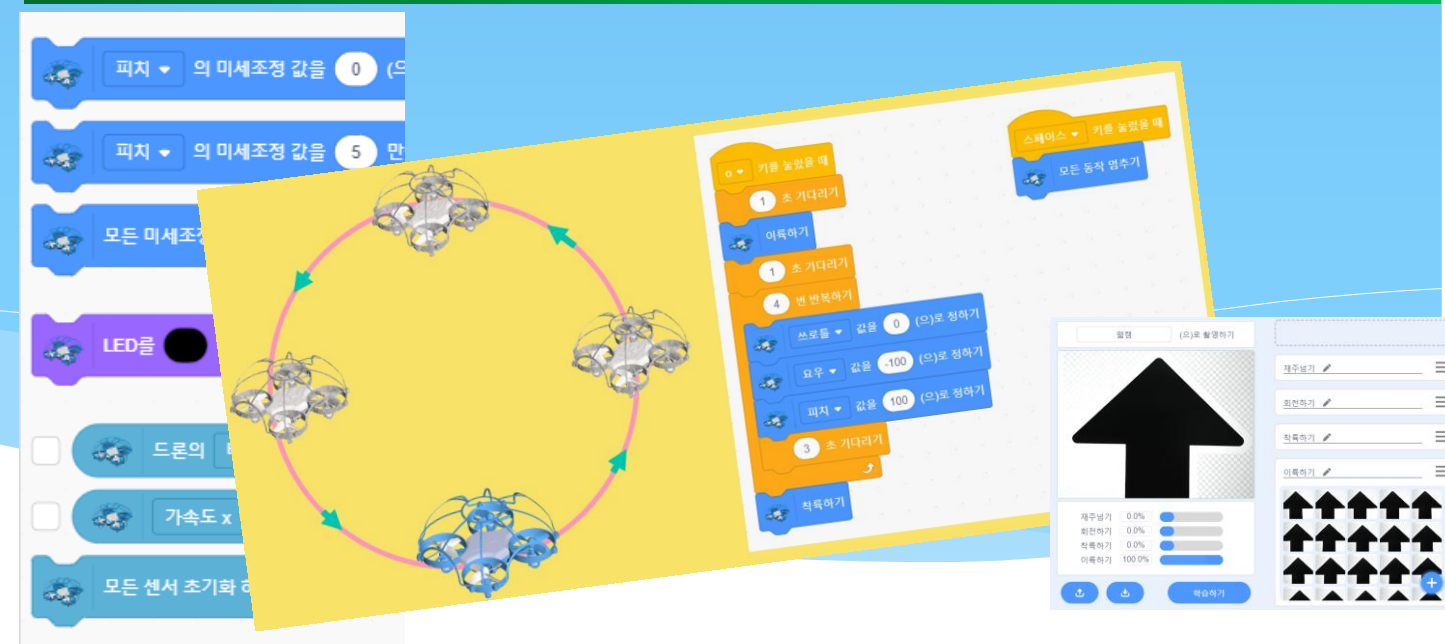 피치 의 미세조정 값을 0
피치 의 미세조정 값을 5 만
모든 미세조정
LED를
드론의
가속도 x
모든 센서 초기화 하
o 키를 눌렀을 때
1 초 기다리기
이륙하기
1 초 기다리기
4 번 반복하기
쓰로틀 값을 0 (으)로 정하기
요우 값을 -100 (으)로 정하기
피치 값을 100 (으)로 정하기
3 초 기다리기
착륙하기
스페이스 키를 눌렀을 때
모든 동작 멈추기
(으)로 촬영하기
재주넘기 0.0%
회전하기 0.0%
착륙하기 0.0%
이륙하기 100.0%
학습하기
재주넘기
회전하기
착륙하기
이륙하기